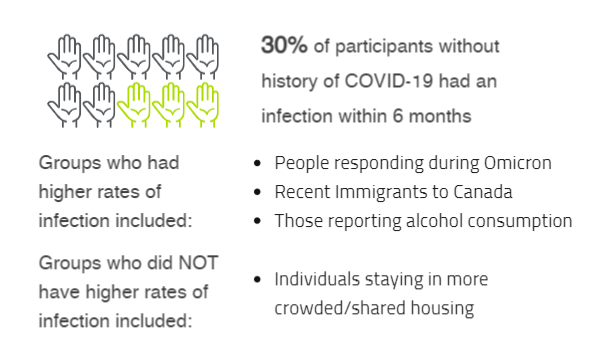 30% of participants without
history of COVID-19 had an
infection within 6 months
Groups who had
higher rates of
infection included:
• People responding during Omicron
• Recent Immigrants to Canada
• Those reporting alcohol consumption
Groups who did NOT
have higher rates of
infection included:
• Individuals staying in more
crowded/shared housing